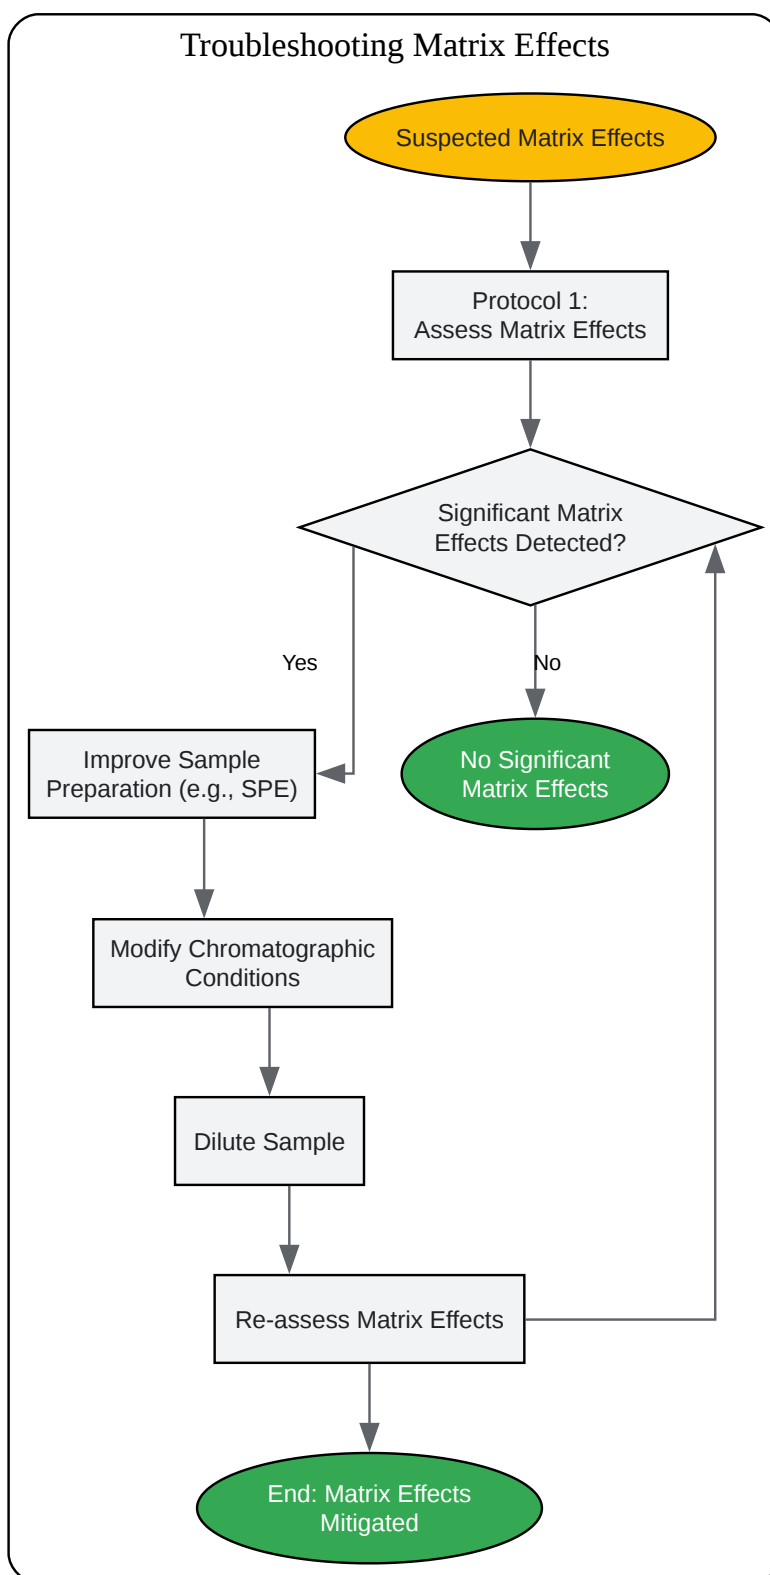 Troubleshooting Matrix Effects
Suspected Matrix Effects
Protocol 1:
Assess Matrix Effects
Significant Matrix
Effects Detected?
Yes
No
Improve Sample
Preparation (e.g., SPE)
No Significant
Matrix Effects
Modify Chromatographic
Conditions
Dilute Sample
Re-assess Matrix Effects
End: Matrix Effects
Mitigated